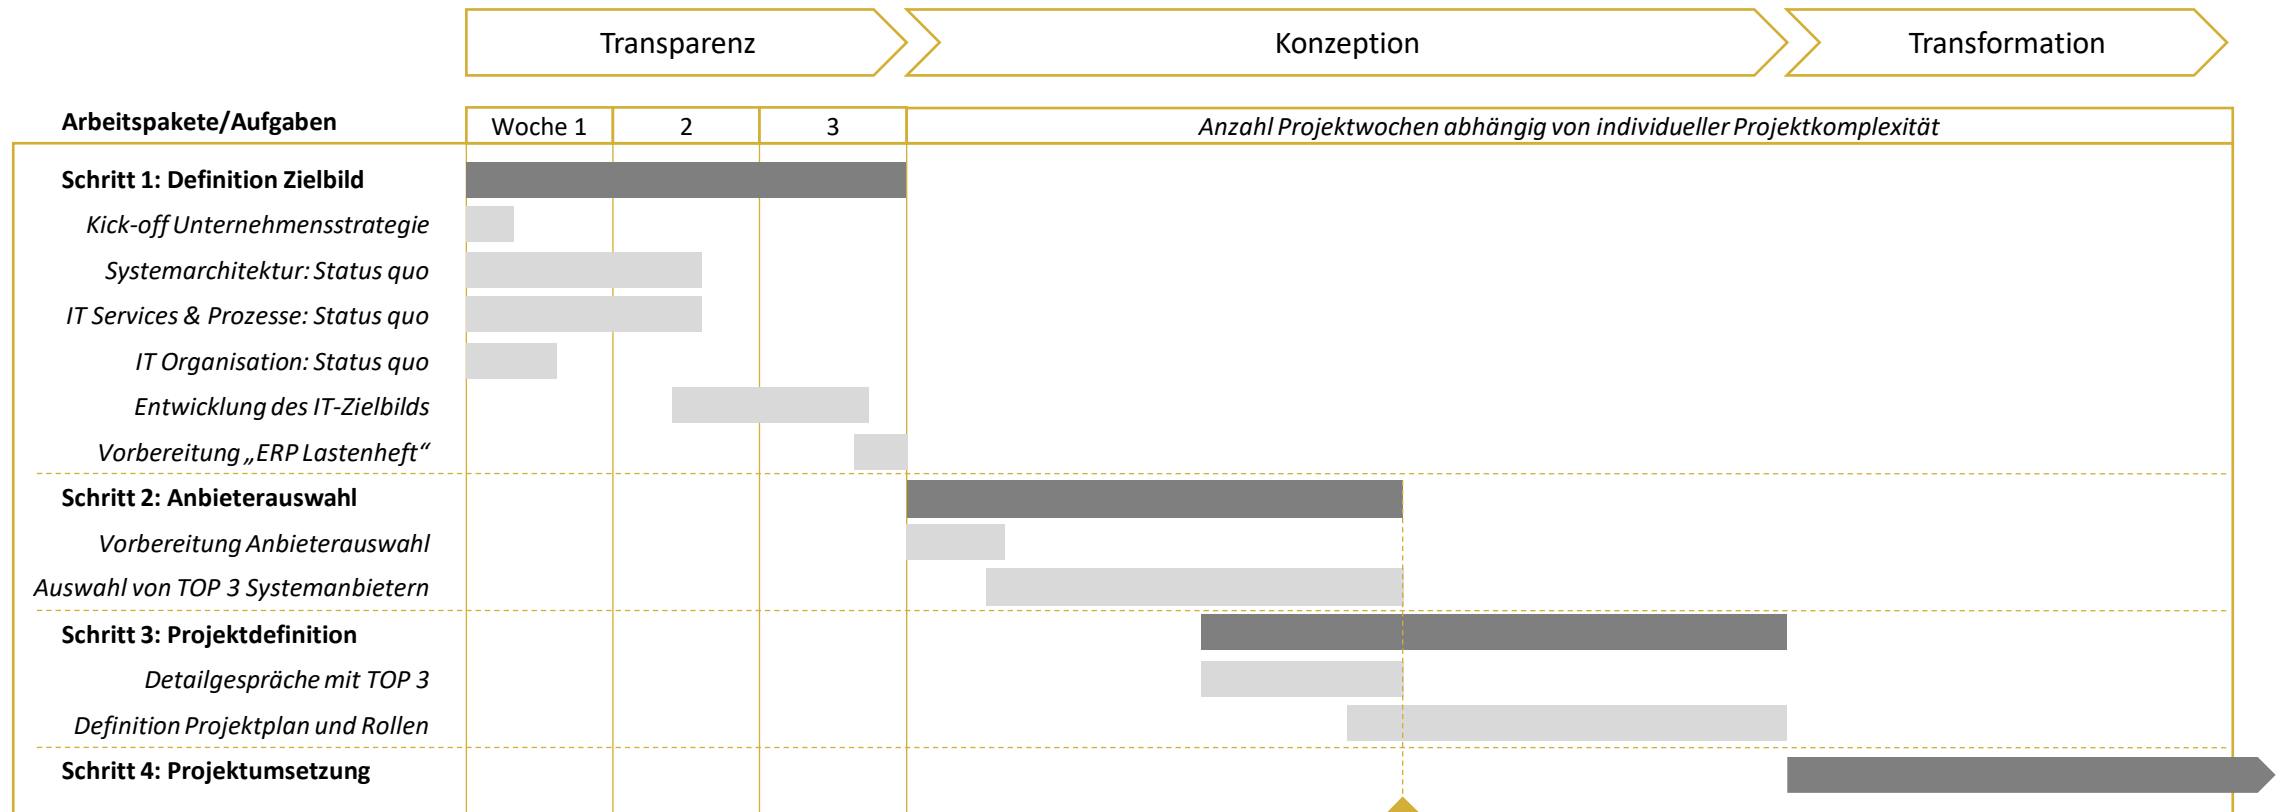 Transparenz Konzeption Transformation
Arbeitspakete/Aufgaben Woche 1 2 3 Anzahl Projektwochen abhängig von individueller Projektkomplexität
Schritt 1: Definition Zielbild
Kick-off Unternehmensstrategie
Systemarchitektur: Status quo
IT Services & Prozesse: Status quo
IT Organisation: Status quo
Entwicklung des IT-Zielbilds
Vorbereitung „ERP Lastenheft“
Schritt 2: Anbieterauswahl
Vorbereitung Anbieterauswahl
Auswahl von TOP 3 Systemanbietern
Schritt 3: Projektdefinition
Detailgespräche mit TOP 3
Definition Projektplan und Rollen
Schritt 4: Projektumsetzung